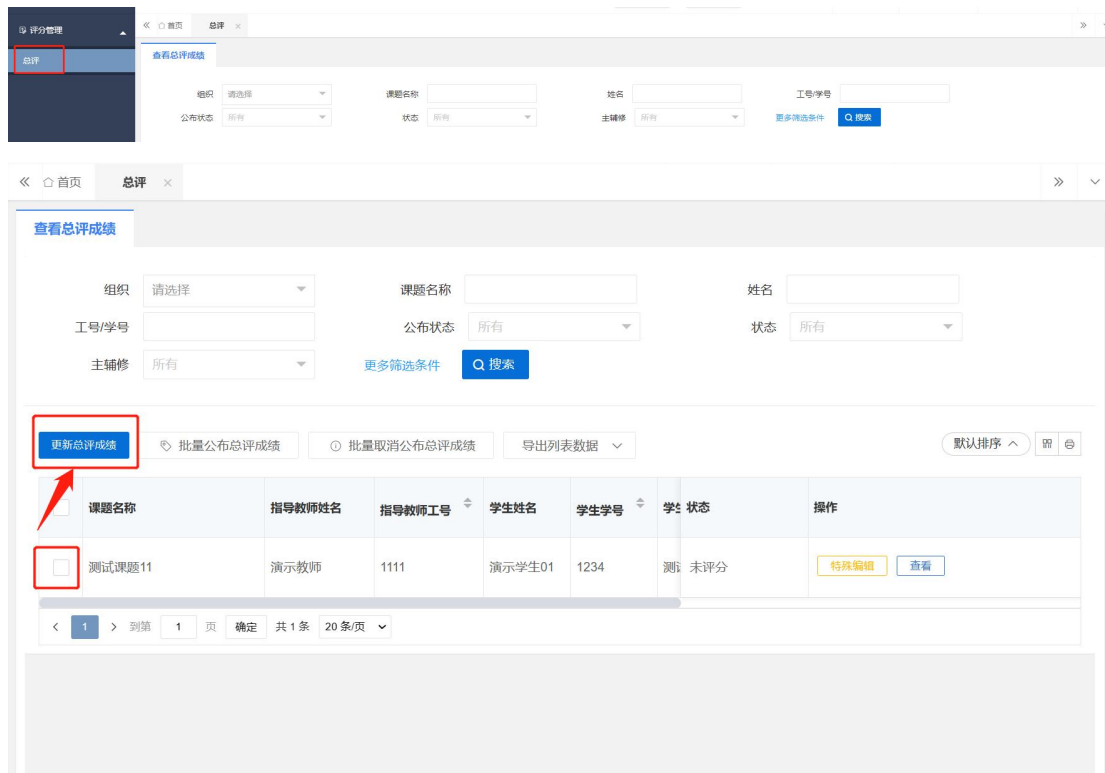 评分管理
总评
首页 总评
查看总评成绩
组织 请选择 课题名称 姓名 工号/学号
公布状态 所有 状态 所有 主辅修 所有 更多筛选条件 搜索
首页 总评
查看总评成绩
组织 请选择 课题名称 姓名
工号/学号 公布状态 所有 状态 所有
主辅修 所有 更多筛选条件 搜索
更新总评成绩 批量公布总评成绩 批量取消公布总评成绩 导出列表数据 默认排序
课题名称 指导教师姓名 指导教师工号 学生姓名 学生学号 学 状态 操作
测试课题11 演示教师 1111 演示学生01 1234 测 未评分 特殊编辑 查看
1 到第 1 页 确定 共 1 条 20 条/页